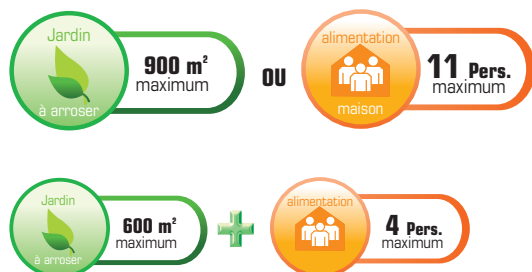 Jardin
à arroser
900 m²
maximum
OU
alimentation
maison
11 Pers.
maximum
Jardin
à arroser
600 m²
maximum
alimentation
4 Pers.
maximum